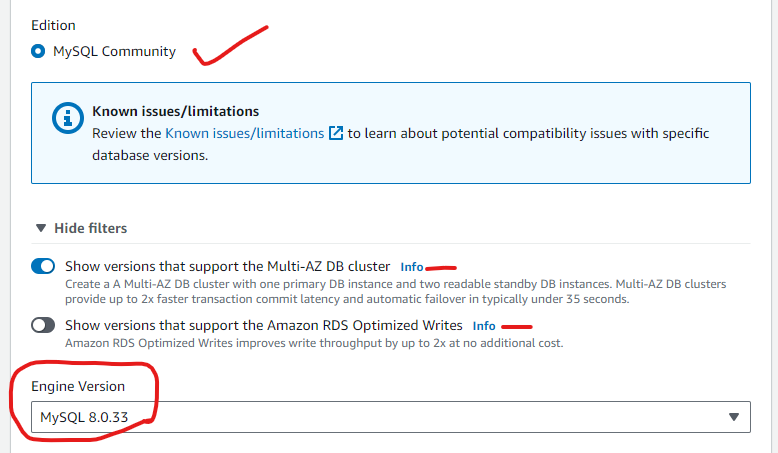 Edition
MySQL Community
Known issues/limitations
Review the Known issues/limitations to learn about potential compatibility issues with specific
database versions.
Hide filters
Show versions that support the Multi-AZ DB cluster Info
Create a A Multi-AZ DB cluster with one primary DB instance and two readable standby DB instances. Multi-AZ DB clusters
provide up to 2x faster transaction commit latency and automatic failover in typically under 35 seconds.
Show versions that support the Amazon RDS Optimized Writes Info
Amazon RDS Optimized Writes improves write throughput by up to 2x at no additional cost.
Engine Version
MySQL 8.0.33